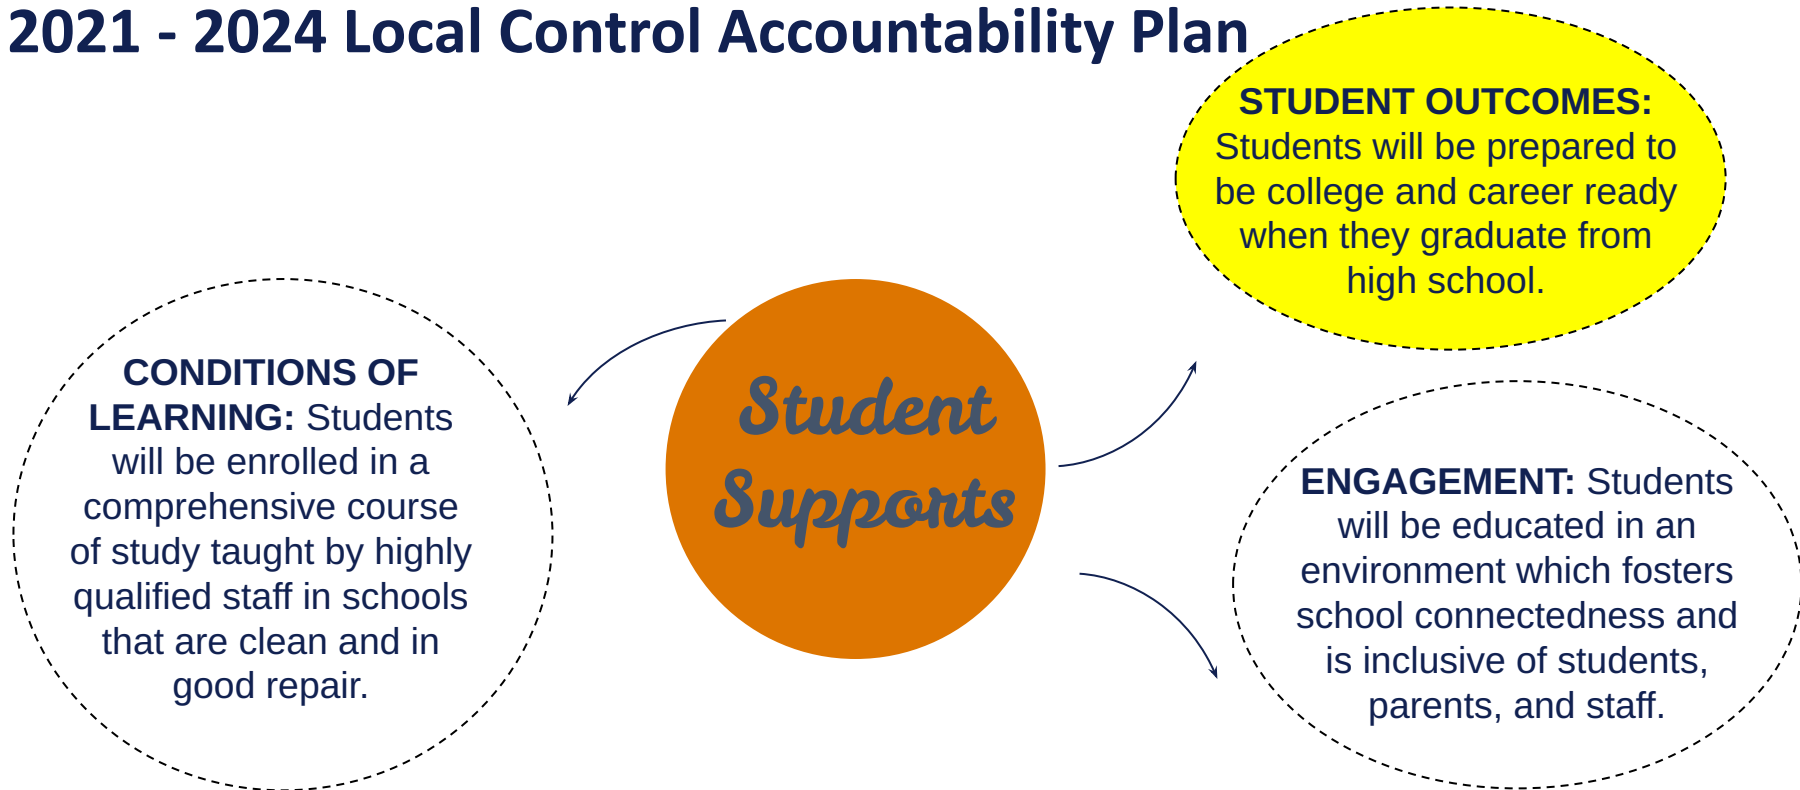 2021 - 2024 Local Control Accountability Plan
STUDENT OUTCOMES:
Students will be prepared to
be college and career ready
when they graduate from
high school.
CONDITIONS OF
LEARNING: Students
will be enrolled in a
comprehensive course
of study taught by highly
qualified staff in schools
that are clean and in
good repair.
Student
Supports
ENGAGEMENT: Students
will be educated in an
environment which fosters
school connectedness and
is inclusive of students,
parents, and staff.